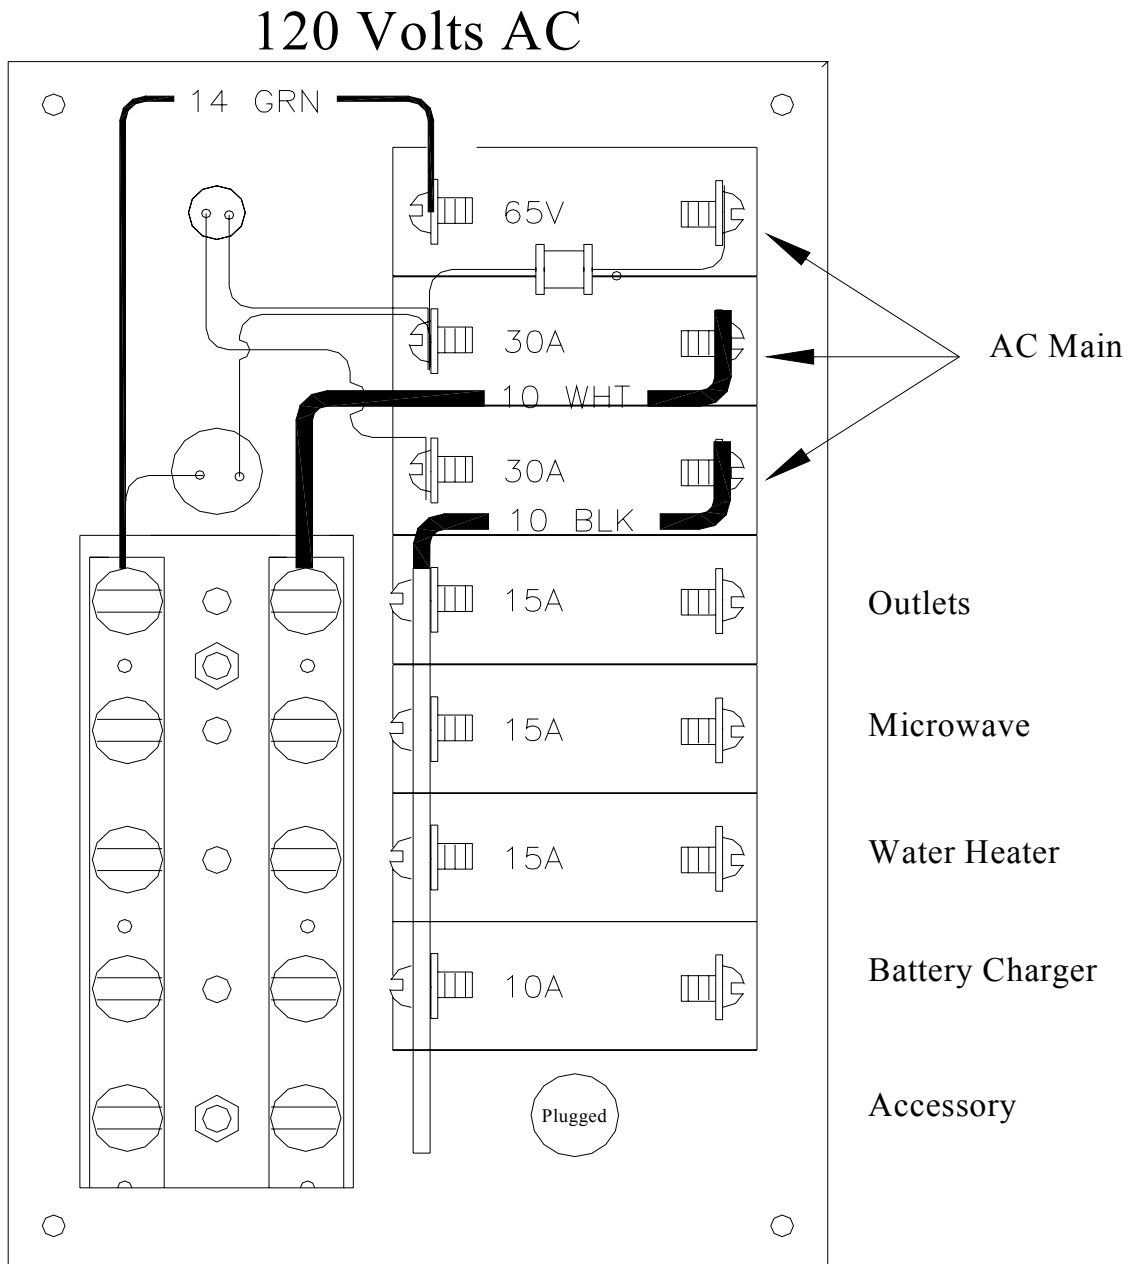 120 Volts AC
14 GRN
65V
30A
AC Main
10 WHT
30A
10 BLK
15A
Outlets
15A
Microwave
15A
Water Heater
10A
Battery Charger
Plugged
Accessory